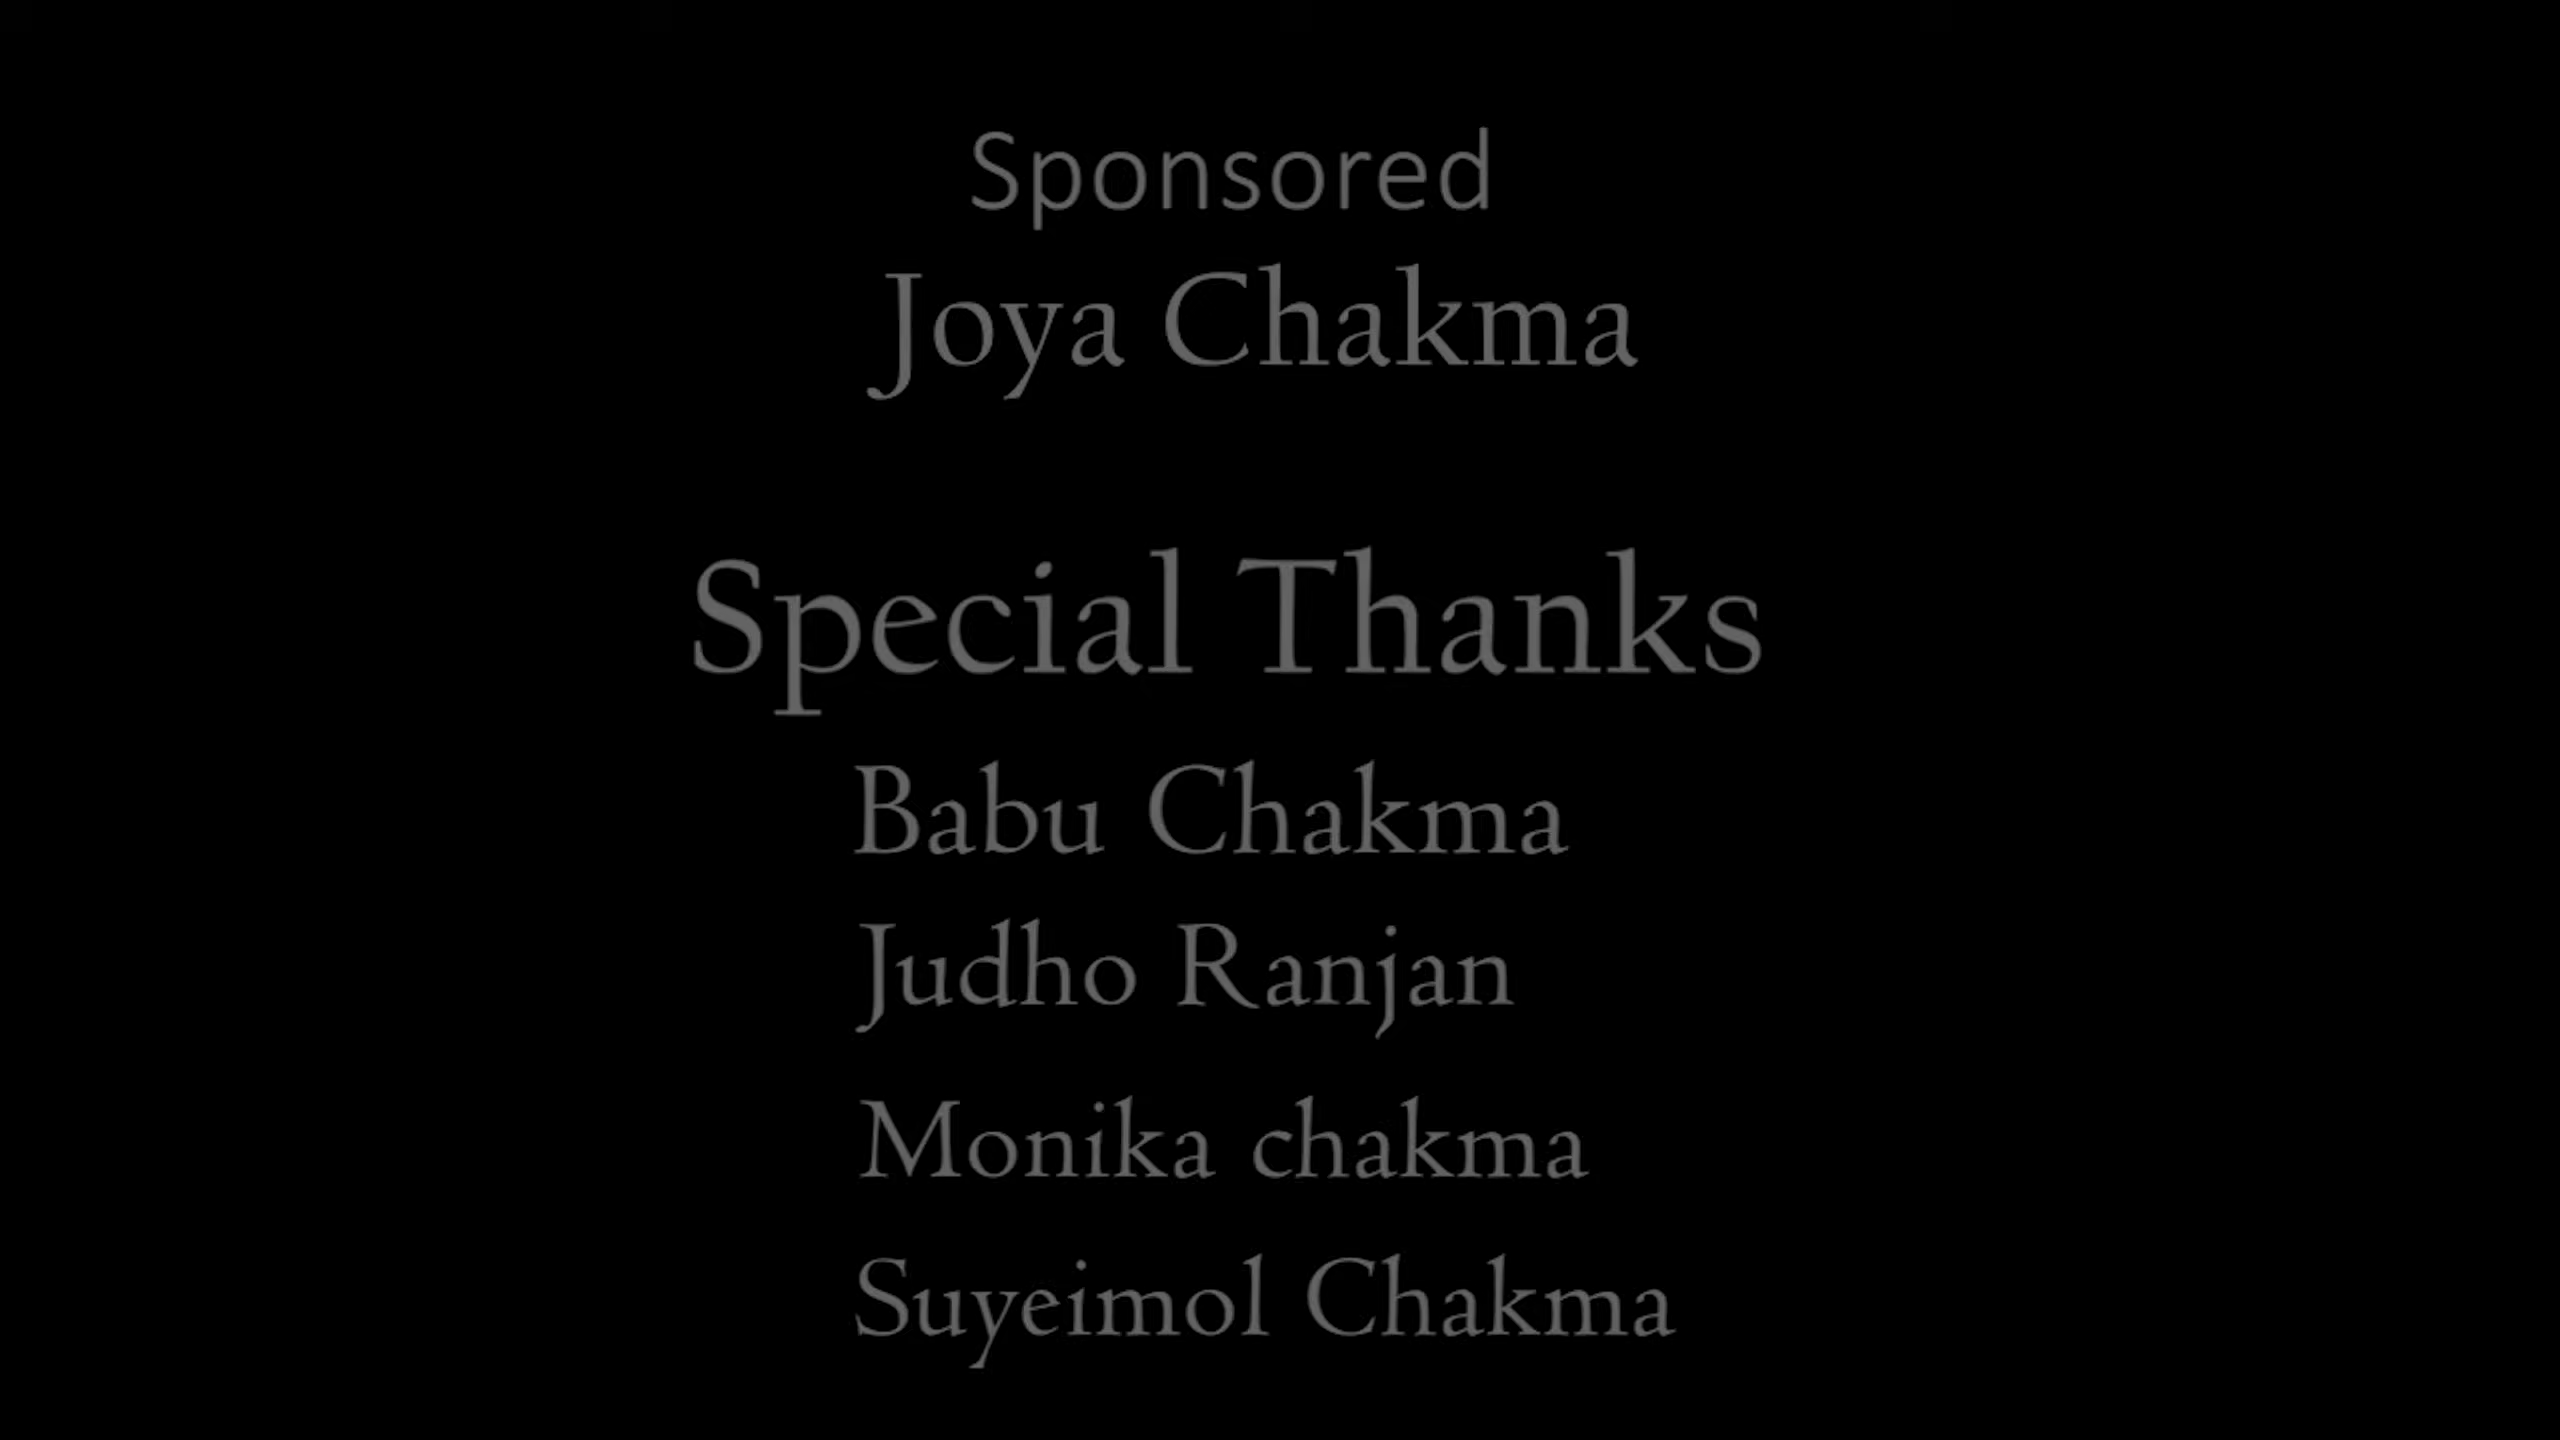 Sponsored
Joya Chakma
Special Thanks
Babu Chakma
Judho Ranjan
Monika chakma
Suyeimol Chakma